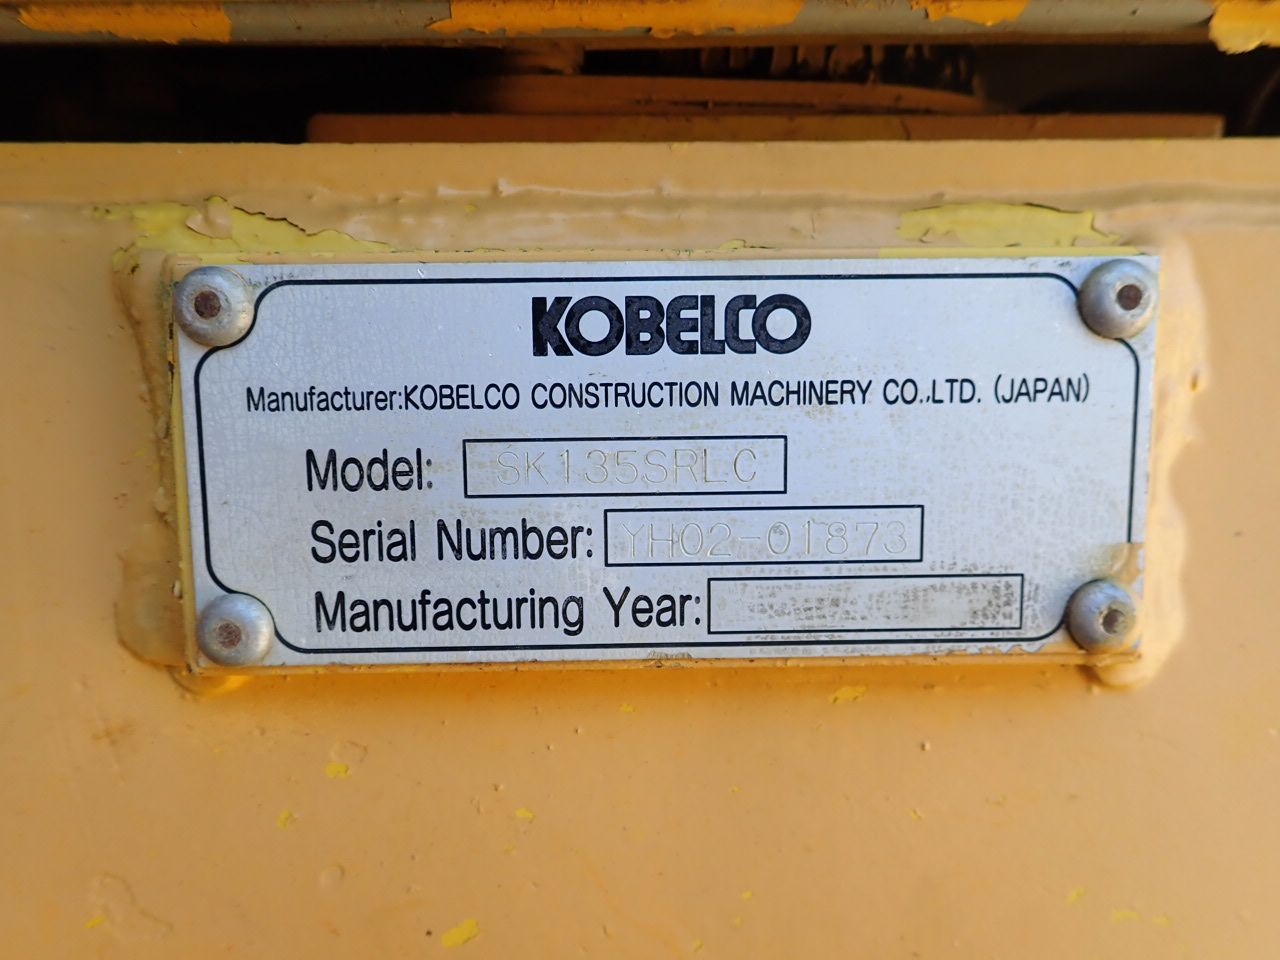 KOBELCO
Manufacturer:KOBELCO CONSTRUCTION MACHINERY CO.,LTD. (JAPAN)
Model: SK135SRLC
Serial Number: YH02-01873
Manufacturing Year: